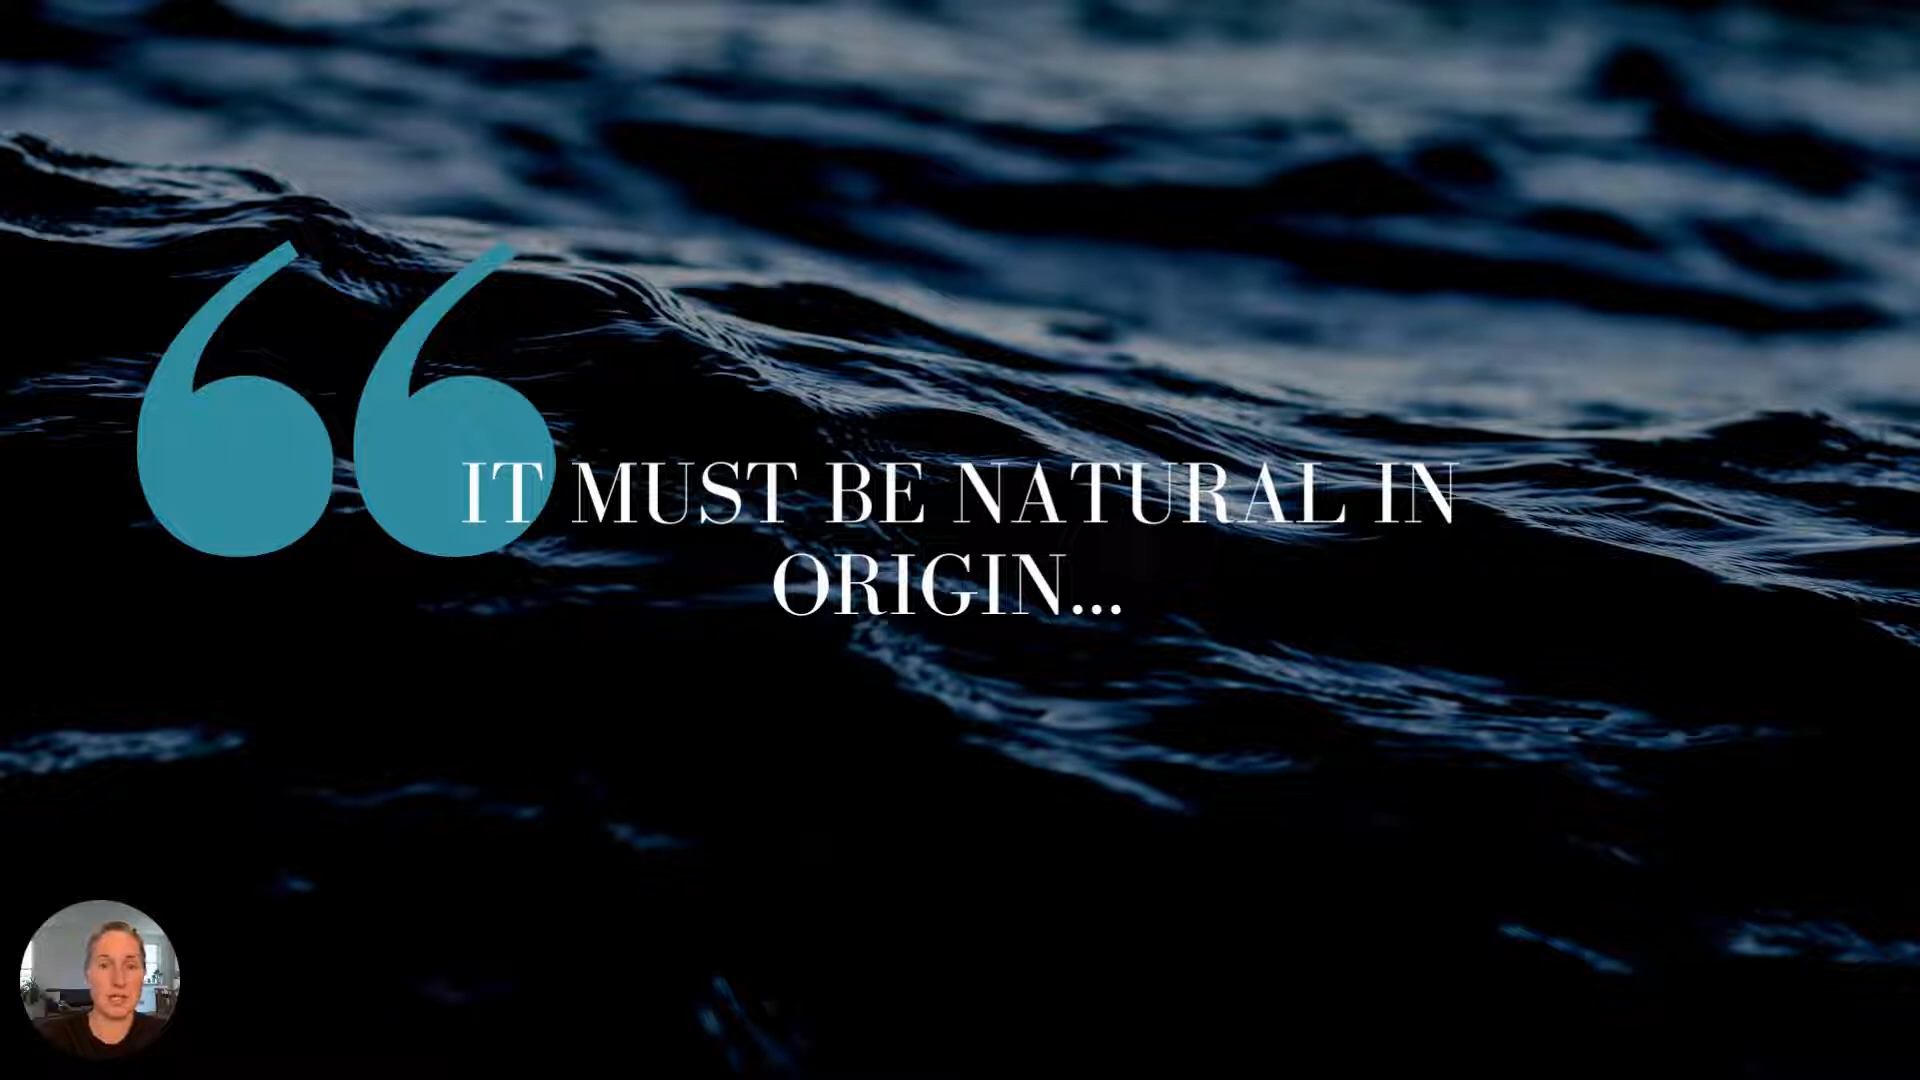 “
IT MUST BE NATURAL IN
ORIGIN...